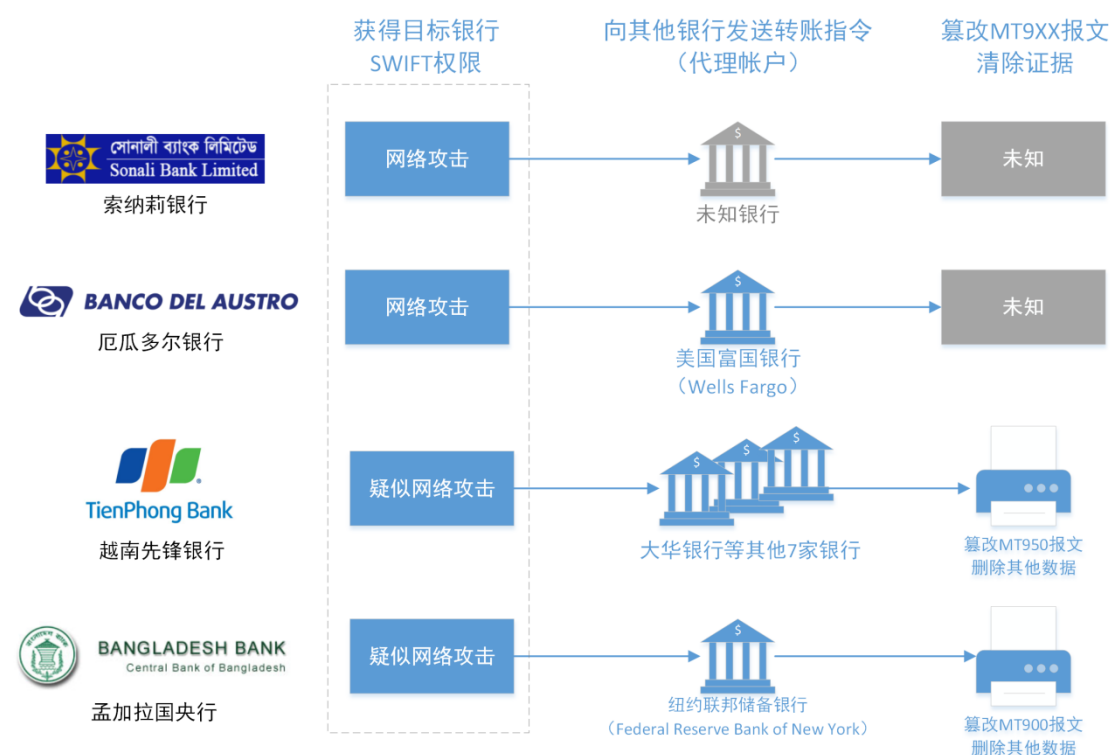 获得目标银行
SWIFT权限
向其他银行发送转账指令
（代理帐户）
篡改MT9XX报文
清除证据
সোনালী ব্যাংক লিমিটেড
Sonali Bank Limited
索纳莉银行
网络攻击
$
未知银行
未知
BANCO DEL AUSTRO
厄瓜多尔银行
网络攻击
$
美国富国银行
（Wells Fargo）
未知
TienPhong Bank
越南先锋银行
疑似网络攻击
$
$
$
大华银行等其他7家银行
篡改MT950报文
删除其他数据
BANGLADESH BANK
Central Bank of Bangladesh
孟加拉国央行
疑似网络攻击
$
纽约联邦储备银行
（Federal Reserve Bank of New York）
篡改MT900报文
删除其他数据